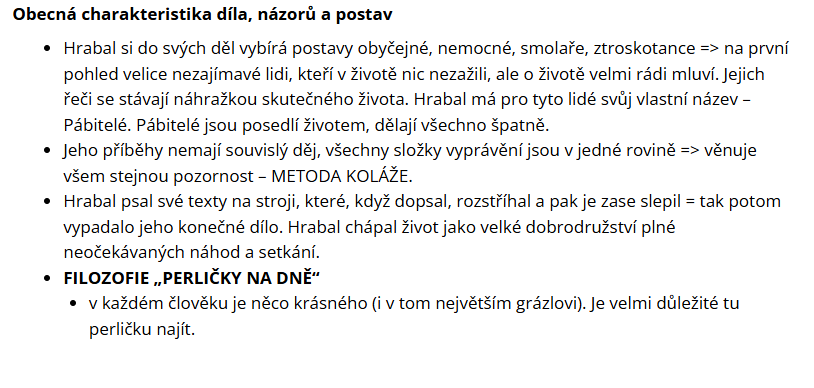 Obecná charakteristika díla, názorů a postav
Hrabal si do svých děl vybírá postavy obyčejné, nemocné, smolaře, ztroskotance => na první
pohled velice nezajímavé lidi, kteří v životě nic nezažili, ale o životě velmi rádi mluví. Jejich
řeči se stávají náhražkou skutečného života. Hrabal má pro tyto lidé svůj vlastní název –
Pábitelé. Pábitelé jsou posedlí životem, dělají všechno špatně.
Jeho příběhy nemají souvislý děj, všechny složky vyprávění jsou v jedné rovině => věnuje
všem stejnou pozornost – METODA KOLÁŽE.
Hrabal psal své texty na stroji, které, když dopsal, rozstříhal a pak je zase slepil = tak potom
vypadalo jeho konečné dílo. Hrabal chápal život jako velké dobrodružství plné
neočekávaných náhod a setkání.
FILOZOFIE „PERLIČKY NA DNĚ“
v každém člověku je něco krásného (i v tom největším grázlovi). Je velmi důležité tu
perličku najít.